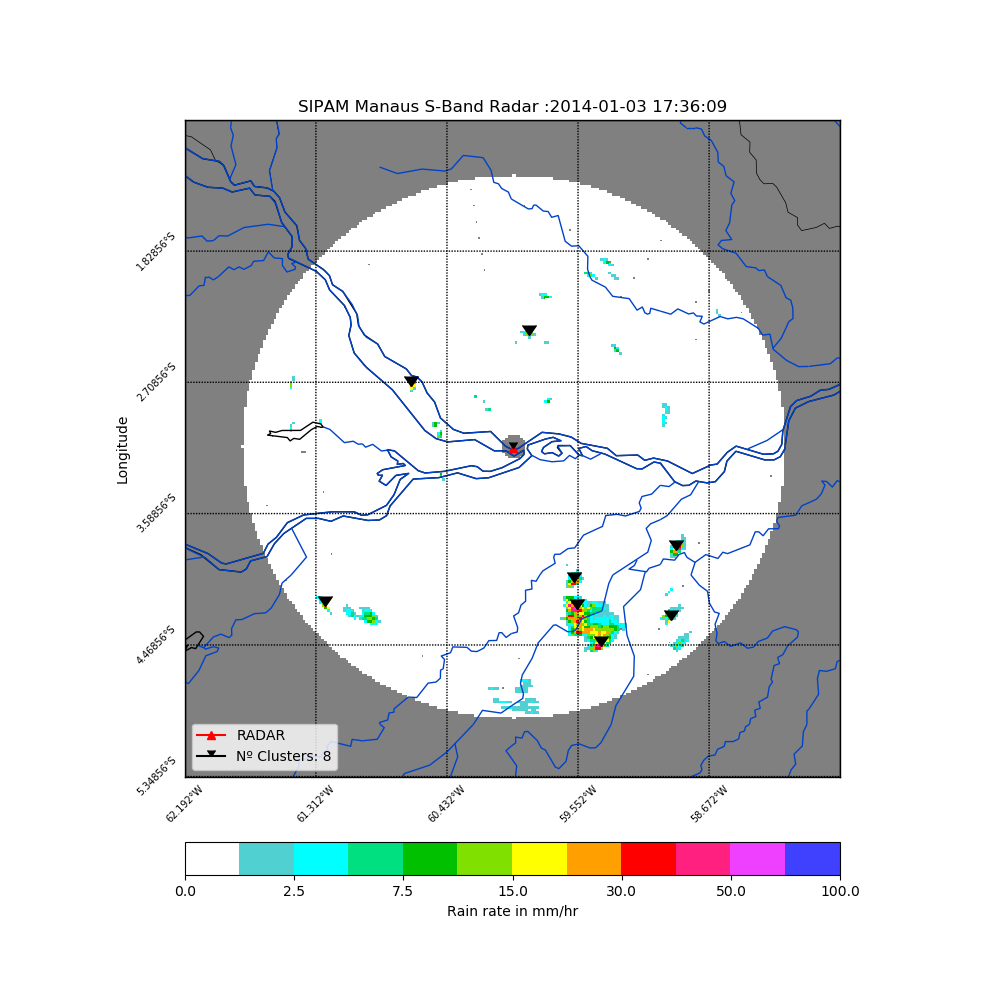 SIPAM Manaus S-Band Radar :2014-01-03 17:36:09
Longitude
1.82856°S
2.70856°S
3.58856°S
4.46856°S
5.34856°S
RADAR
Nº Clusters: 8
62.192°W
61.312°W
60.432°W
59.552°W
58.672°W
0.0
2.5
7.5
15.0
30.0
50.0
100.0
Rain rate in mm/hr